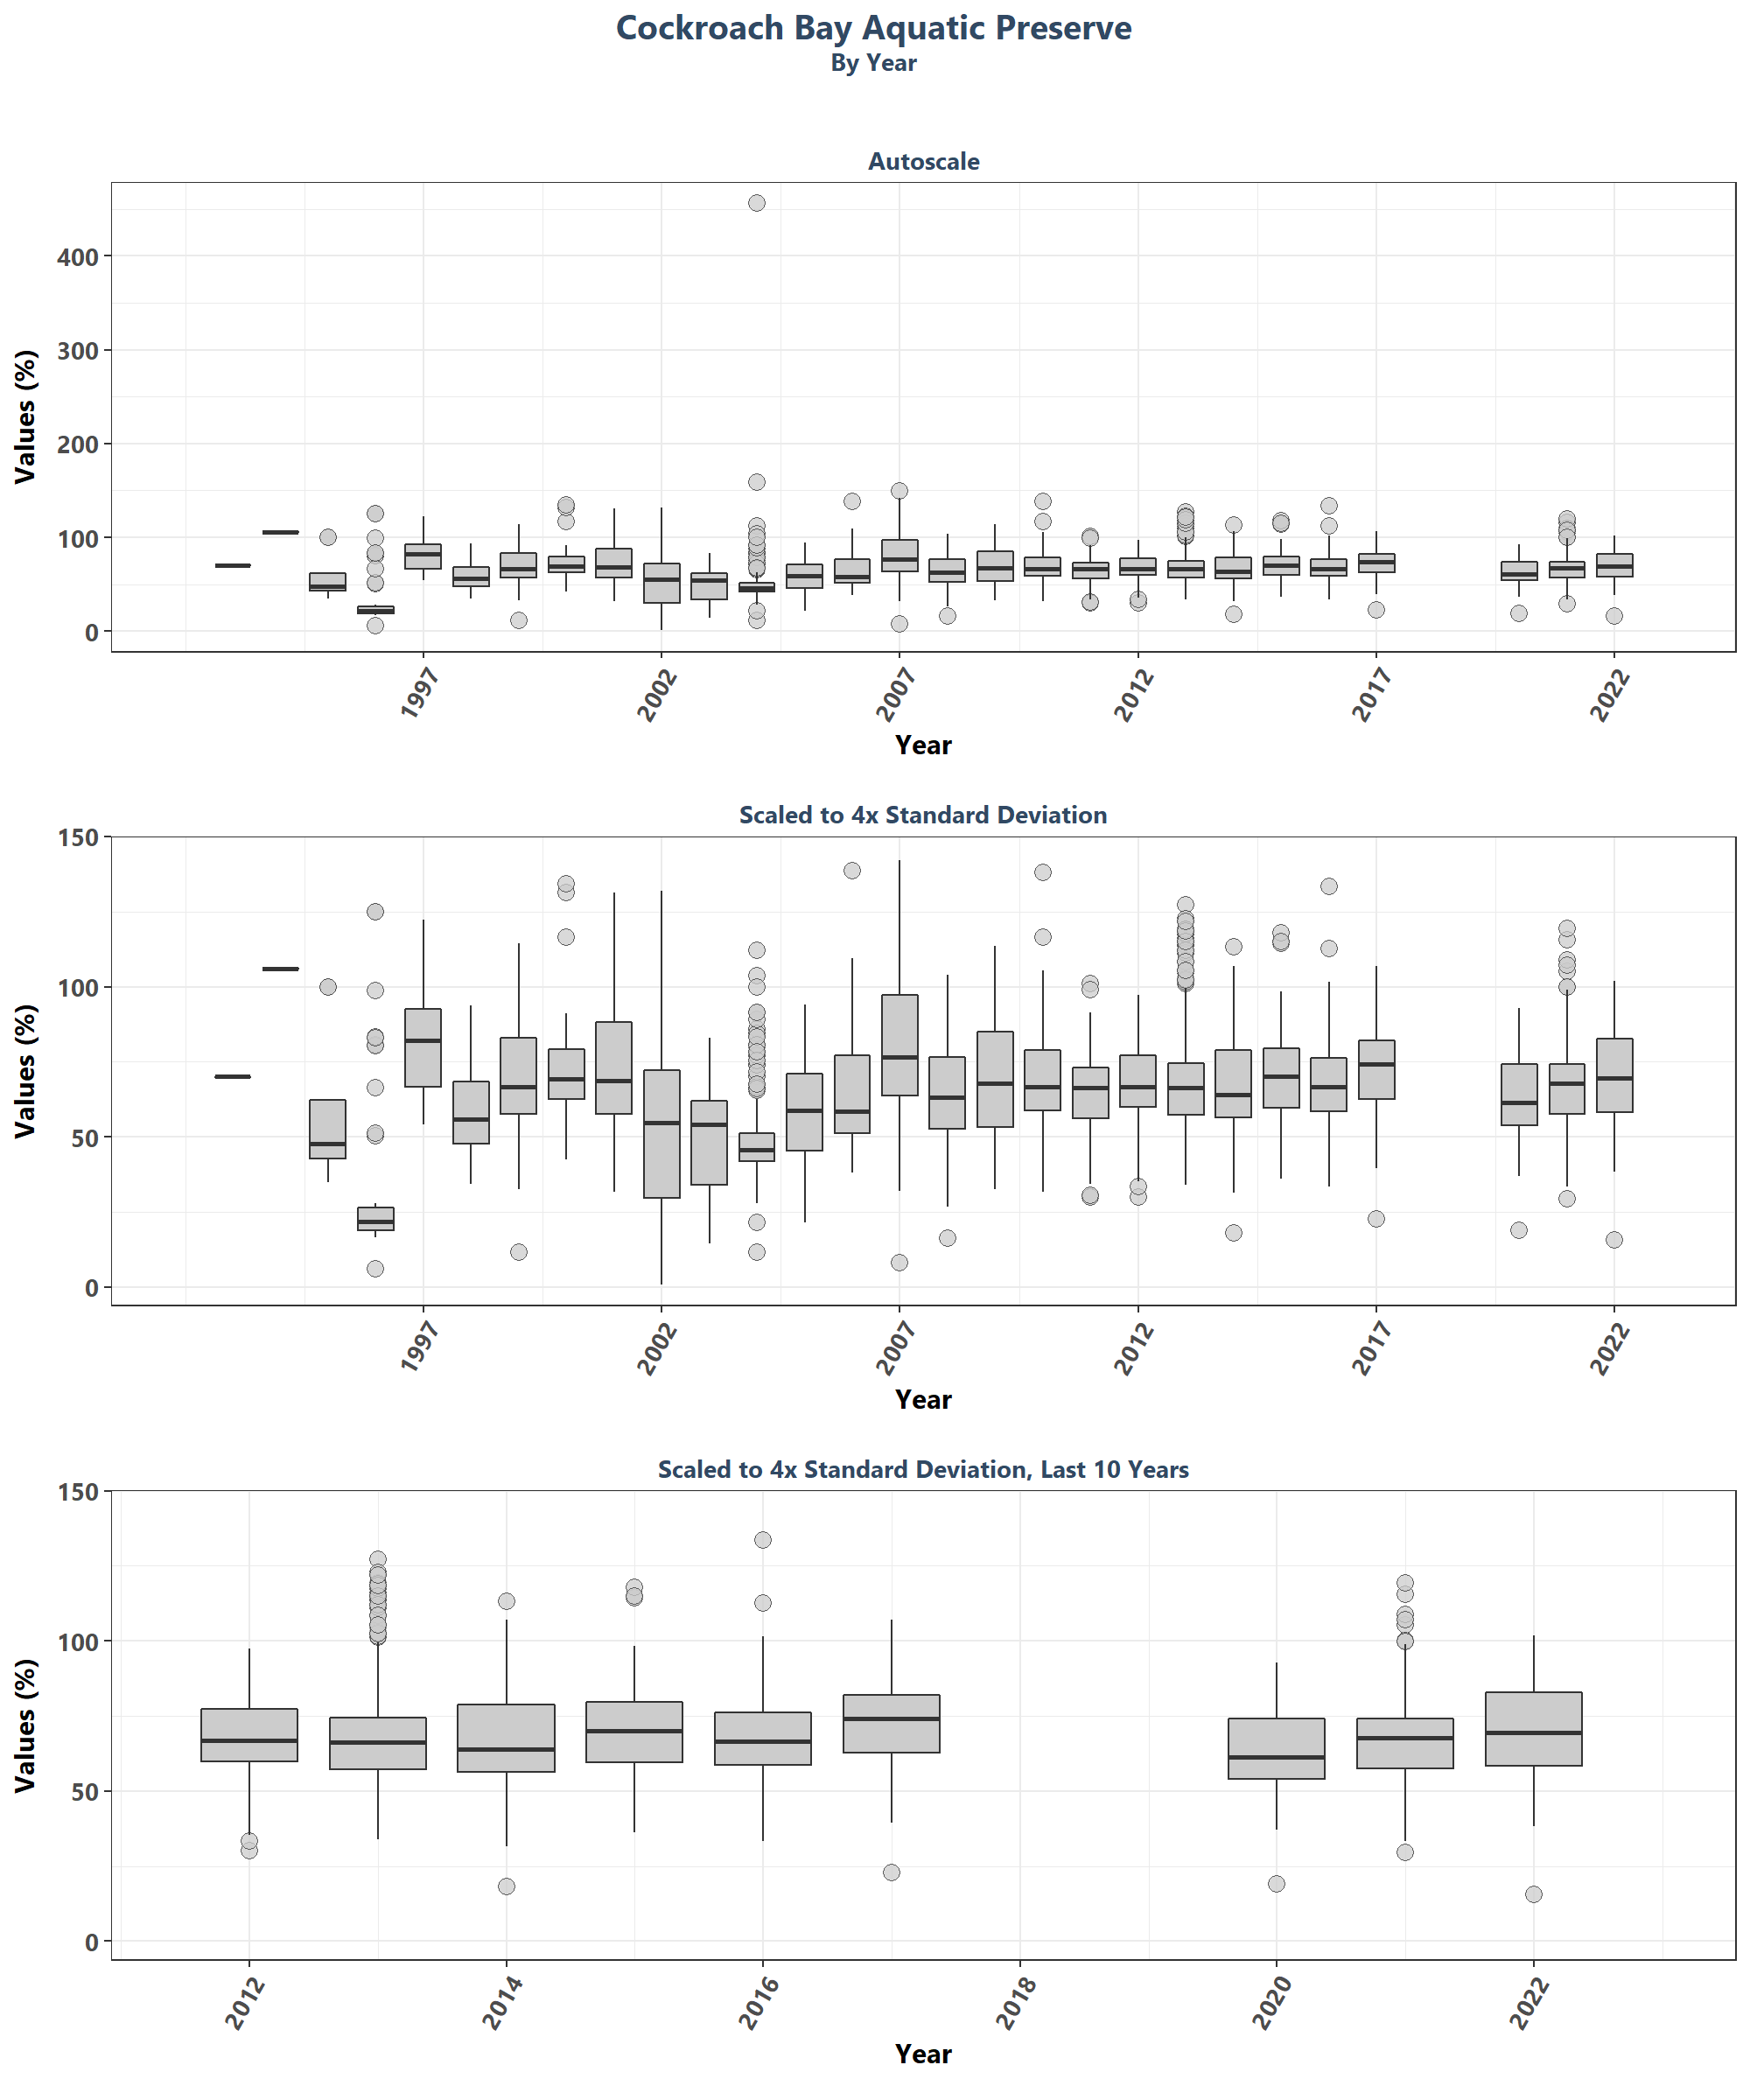 Cockroach Bay Aquatic Preserve
By Year
Autoscale
Values (%)
400
300
200
100
0
1997
2002
2007
2012
2017
2022
Year
Scaled to 4x Standard Deviation
Values (%)
150
100
50
0
1997
2002
2007
2012
2017
2022
Year
Scaled to 4x Standard Deviation, Last 10 Years
Values (%)
150
100
50
0
2012
2014
2016
2018
2020
2022
Year